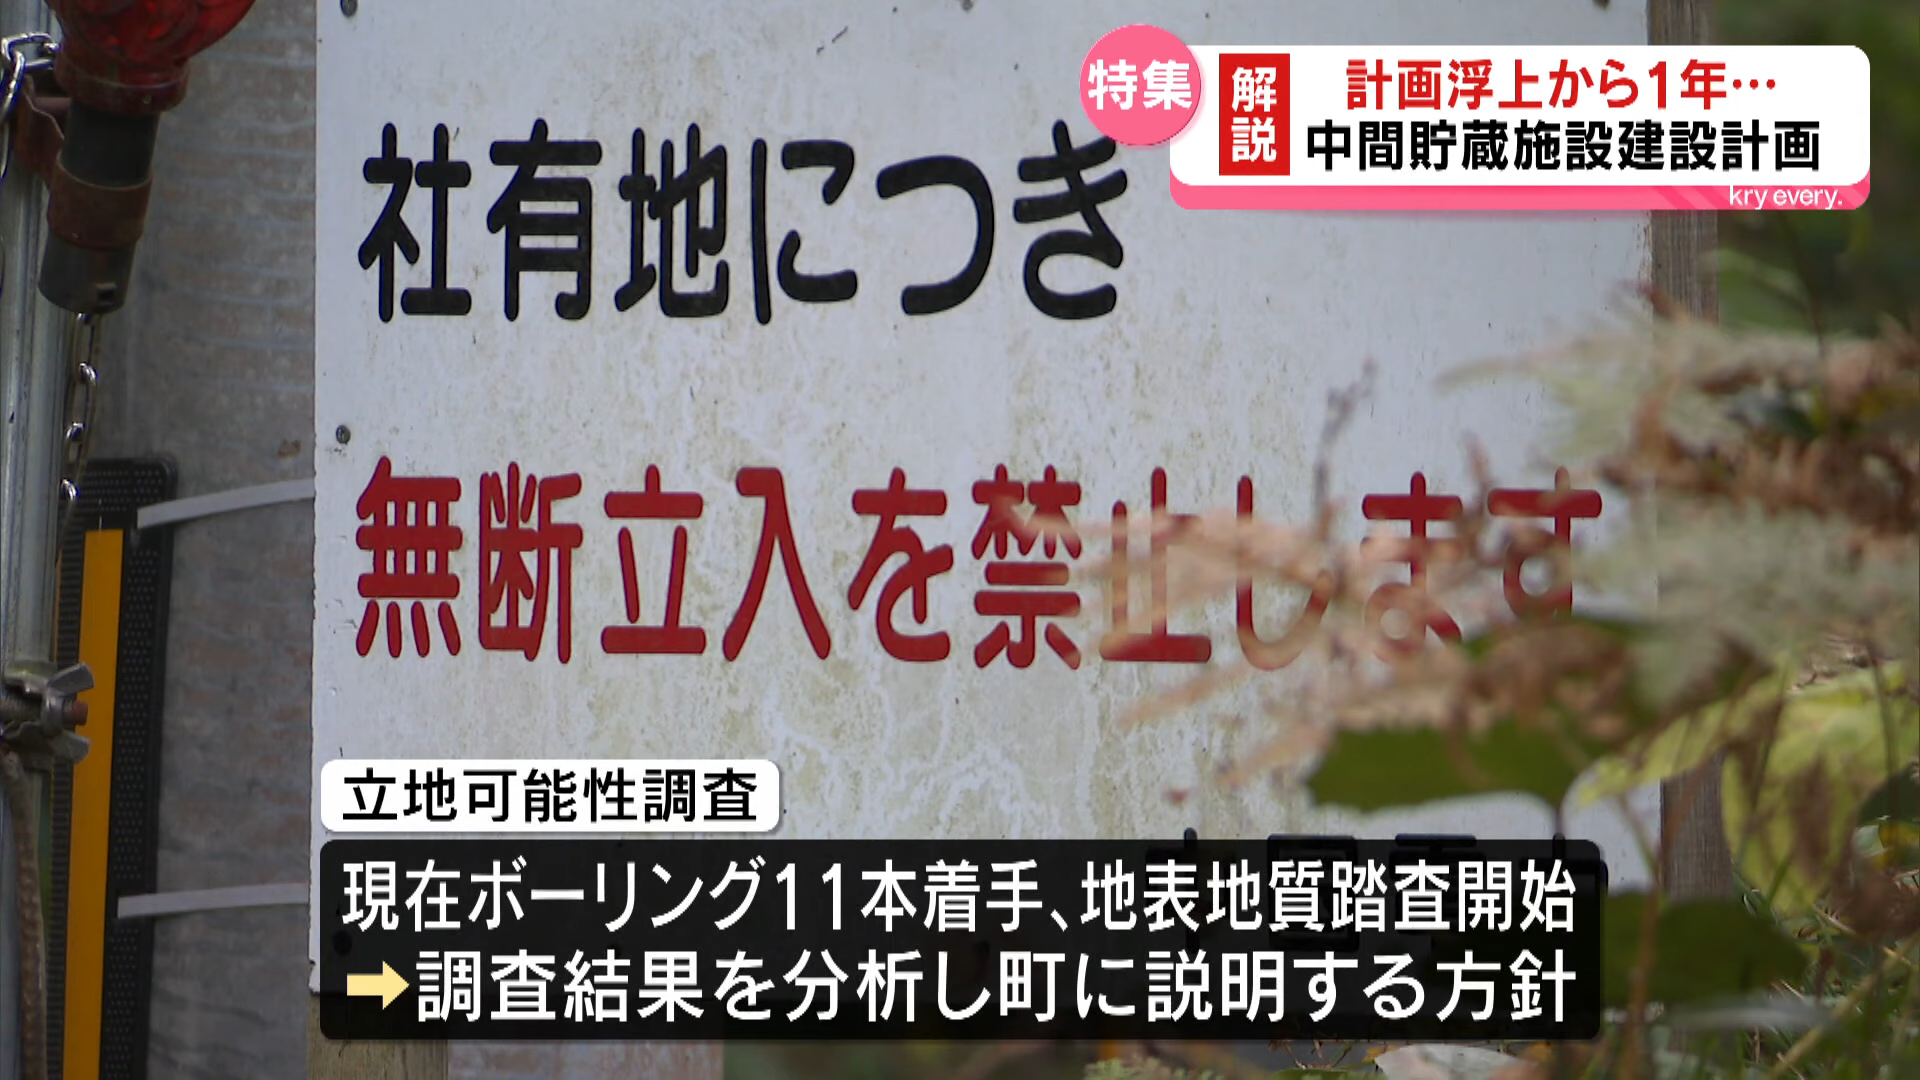 特集
解説
計画浮上から1年…
中間貯蔵施設建設計画
kry every.
社有地につき
無断立入を禁止します
立地可能性調査
現在ボーリング11本着手、地表地質踏査開始
➡調査結果を分析し町に説明する方針